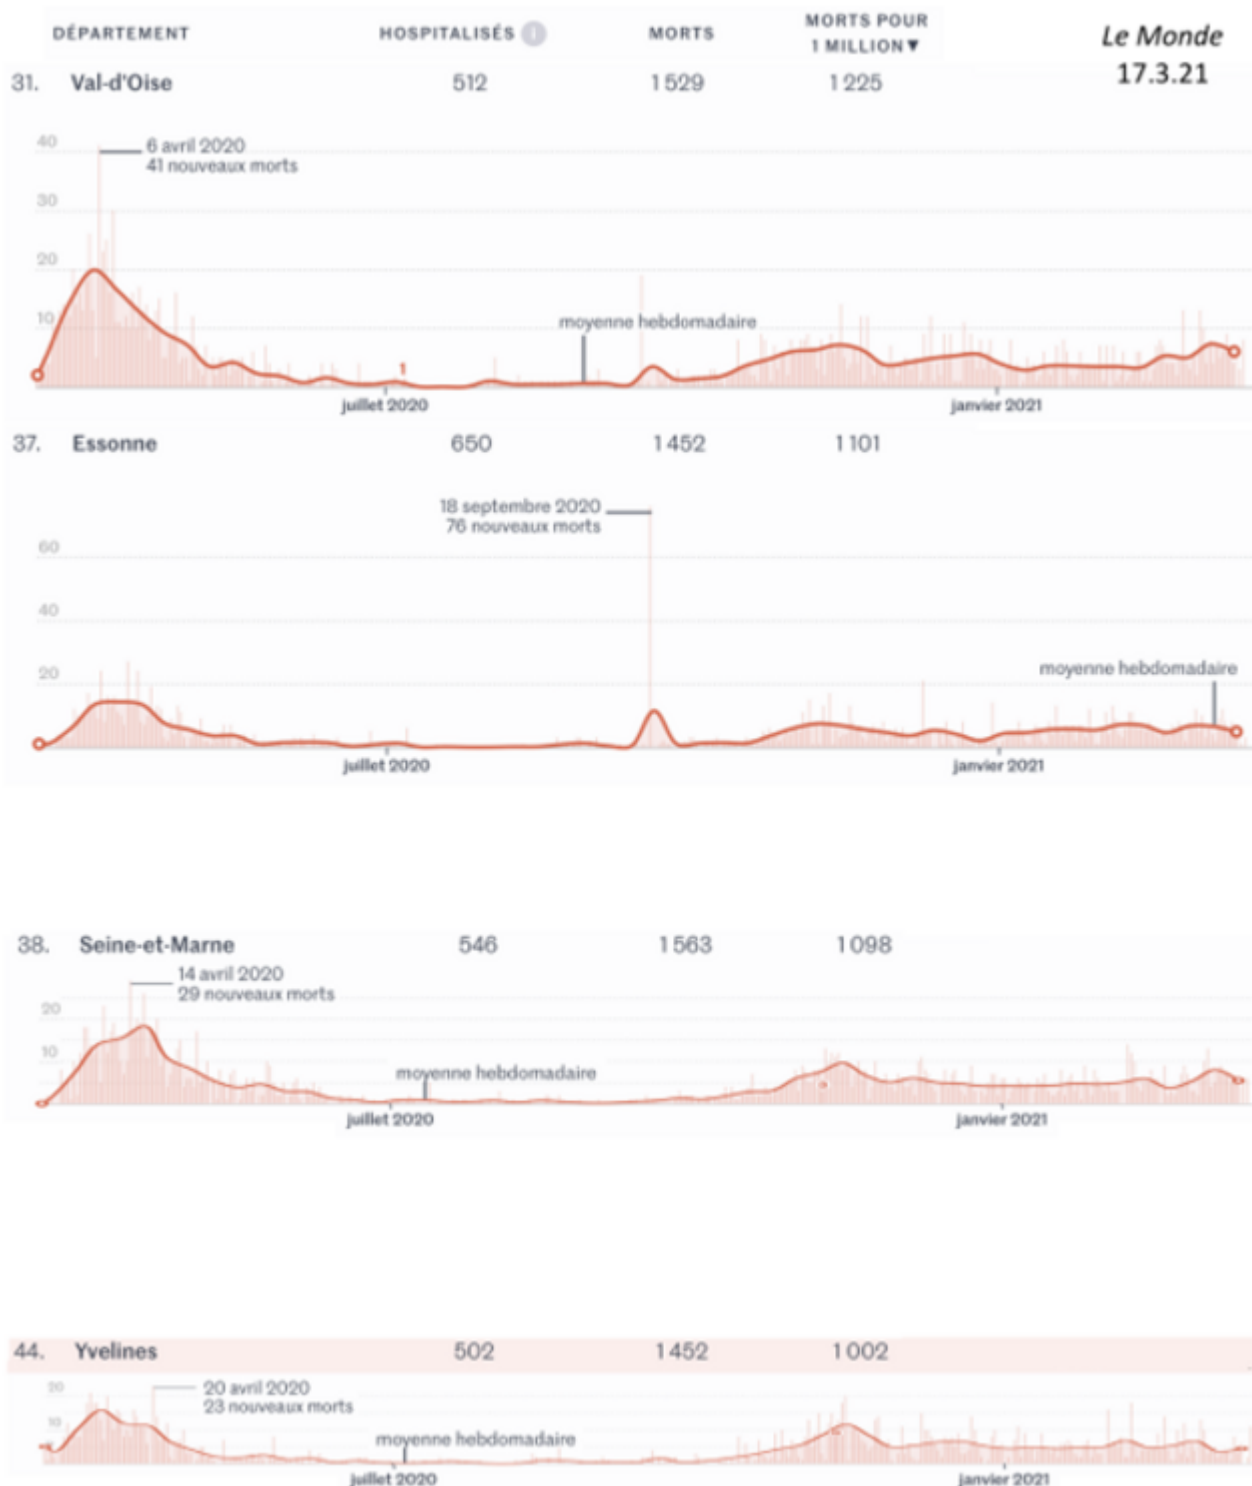 DÉPARTEMENT HOSPITALISÉS i MORTS MORTS POUR
1 MILLION ▼
Le Monde
17.3.21
31. Val-d'Oise 512 1 529 1 225
40
6 avril 2020
41 nouveaux morts
30
20
10
moyenne hebdomadaire
1
juillet 2020 janvier 2021
37. Essonne 650 1 452 1 101
18 septembre 2020
76 nouveaux morts
60
40
20
moyenne hebdomadaire
juillet 2020 janvier 2021
38. Seine-et-Marne 546 1 563 1 098
14 avril 2020
29 nouveaux morts
20
10
moyenne hebdomadaire
juillet 2020 janvier 2021
44. Yvelines 502 1 452 1 002
20
20 avril 2020
23 nouveaux morts
10
moyenne hebdomadaire
juillet 2020 janvier 2021